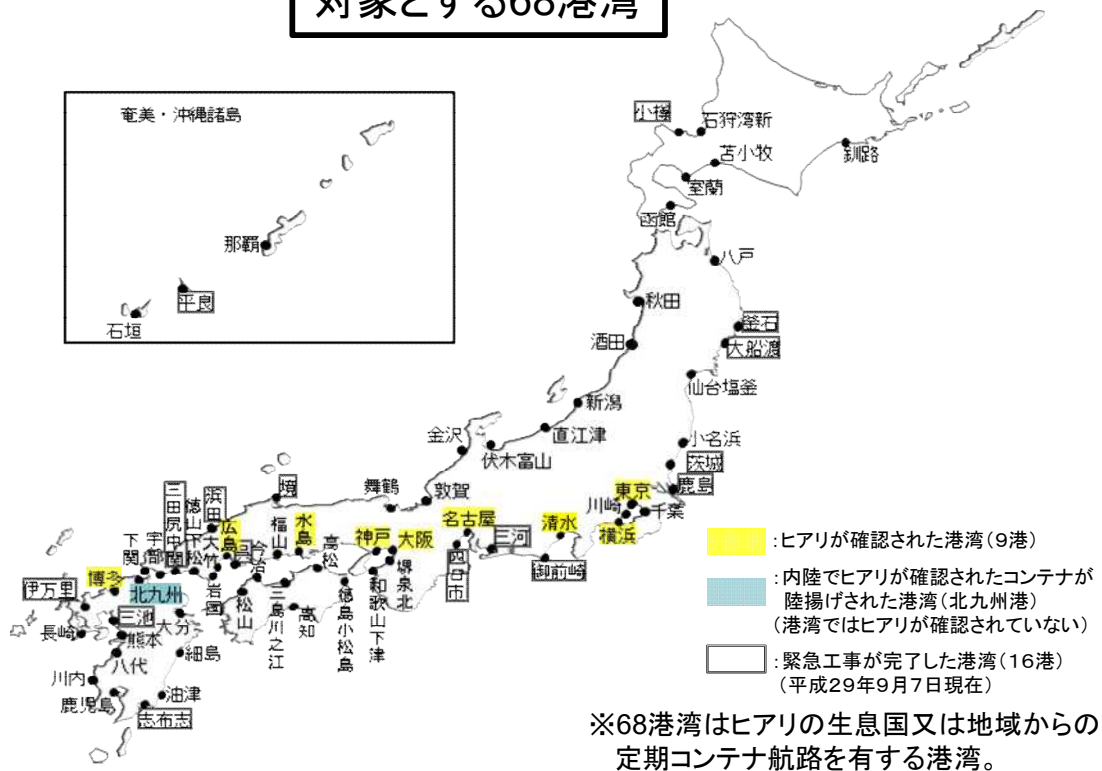 対象とする68港湾
奄美・沖縄諸島
那覇
平良
石垣
小樽
石狩湾新
苫小牧
釧路
室蘭
函館
八戸
秋田
釜石
大船渡
酒田
仙台塩釜
新潟
直江津
小名浜
金沢
伏木富山
茨城
鹿島
舞鶴
敦賀
東京
川崎
千葉
横浜
名古屋
清水
三河
御前崎
四日市
神戸
大阪
堺泉北
和歌山下津
境
浜田
三田尻中関
徳山下松
宇部
下関
大竹
広島
呉
今治
福山
水島
高松
岩国
松山
三島川之江
高知
徳島小松島
博多
北九州
伊万里
三池
大分
長崎
熊本
八代
細島
川内
鹿児島
油津
志布志
:ヒアリが確認された港湾(9港)
:内陸でヒアリが確認されたコンテナが
陸揚げされた港湾(北九州港)
(港湾ではヒアリが確認されていない)
:緊急工事が完了した港湾(16港)
(平成29年9月7日現在)
※68港湾はヒアリの生息国又は地域からの
定期コンテナ航路を有する港湾。